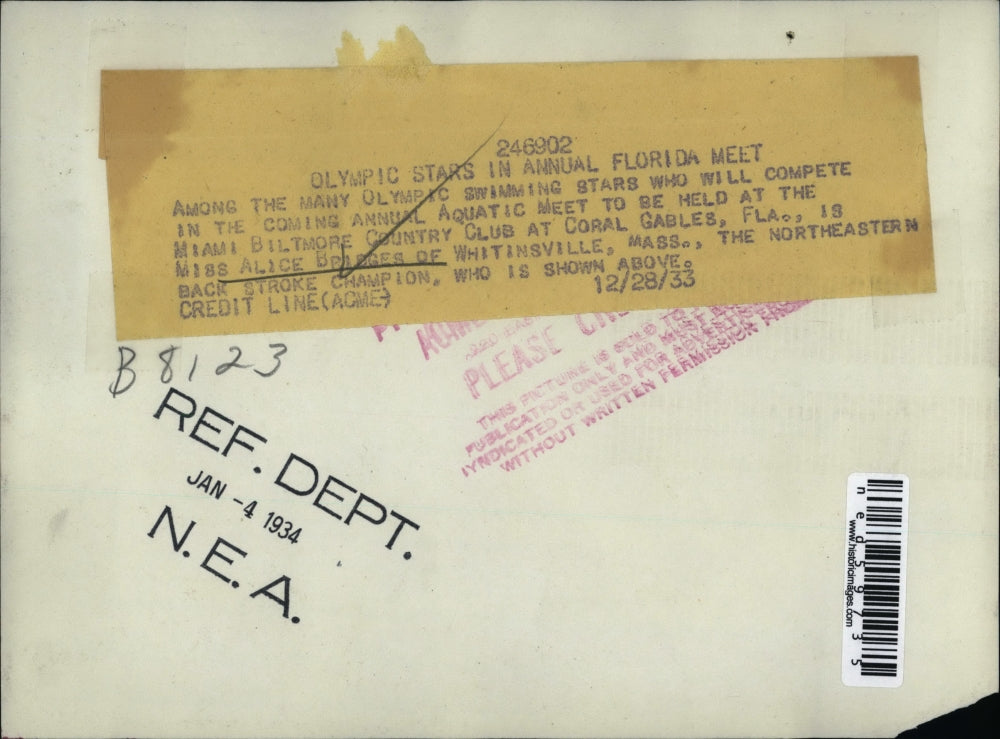 246902
OLYMPIC STARS IN ANNUAL FLORIDA MEET
AMONG THE MANY OLYMPIC SWIMMING STARS WHO WILL COMPETE
IN THE COMING ANNUAL AQUATIC MEET TO BE HELD AT THE
MIAMI BILTMORE COUNTRY CLUB AT CORAL GABLES, FLA., IS
MISS ALICE BRIDGES OF WHITINSVILLE, MASS., THE NORTHEASTERN
BACK STROKE CHAMPION, WHO IS SHOWN ABOVE.
CREDIT LINE(ACME) 12/28/33
PLEASE
THIS PICTURE IS SOLD TO
PUBLICATION ONLY AND MUST
SYNDICATED OR USED FOR ADVERTIS
WITHOUT WRITTEN PERMISSION
B 8123
REF. DEPT.
JAN -4 1934
N. E. A.
ned59735
www.historicimages.com